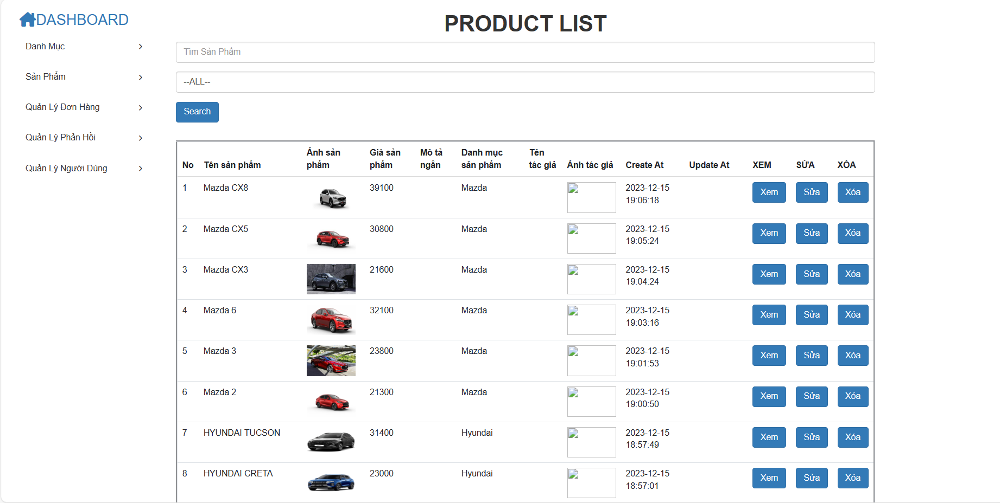 DASHBOARD
Danh Mục
Sản Phẩm
Quản Lý Đơn Hàng
Quản Lý Phản Hồi
Quản Lý Người Dùng
PRODUCT LIST
Tìm Sản Phẩm
--ALL--
Search
No Tên sản phẩm Ảnh sản phẩm Giá sản phẩm Mô tả ngắn Danh mục sản phẩm Tên tác giả Ảnh tác giả Create At Update At XEM SỬA XÓA
1 Mazda CX8 39100 Mazda 2023-12-15 19:06:18 Xem Sửa Xóa
2 Mazda CX5 30800 Mazda 2023-12-15 19:05:24 Xem Sửa Xóa
3 Mazda CX3 21600 Mazda 2023-12-15 19:04:24 Xem Sửa Xóa
4 Mazda 6 32100 Mazda 2023-12-15 19:03:16 Xem Sửa Xóa
5 Mazda 3 23800 Mazda 2023-12-15 19:01:53 Xem Sửa Xóa
6 Mazda 2 21300 Mazda 2023-12-15 19:00:50 Xem Sửa Xóa
7 HYUNDAI TUCSON 31400 Hyundai 2023-12-15 18:57:49 Xem Sửa Xóa
8 HYUNDAI CRETA 23000 Hyundai 2023-12-15 18:57:01 Xem Sửa Xóa